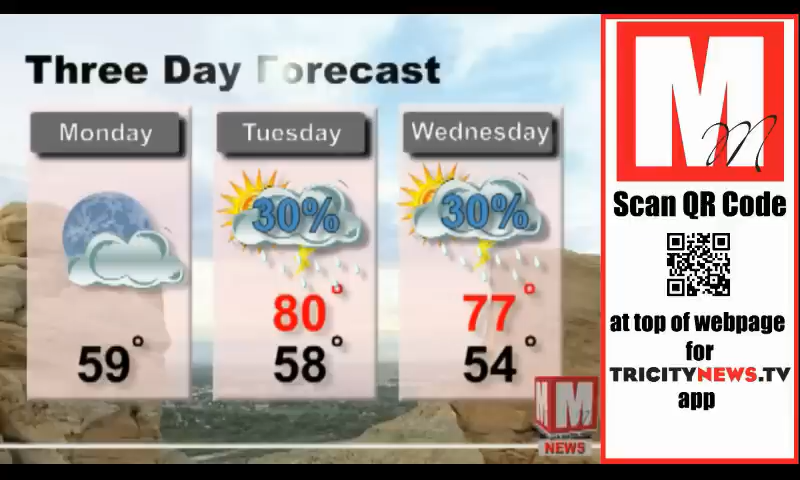 Three Day Forecast
Monday
Tuesday
Wednesday
30%
30%
80°
77°
59°
58°
54°
M
NEWS
M
m
Scan QR Code
at top of webpage
for
TRICITYNEWS.TV
app